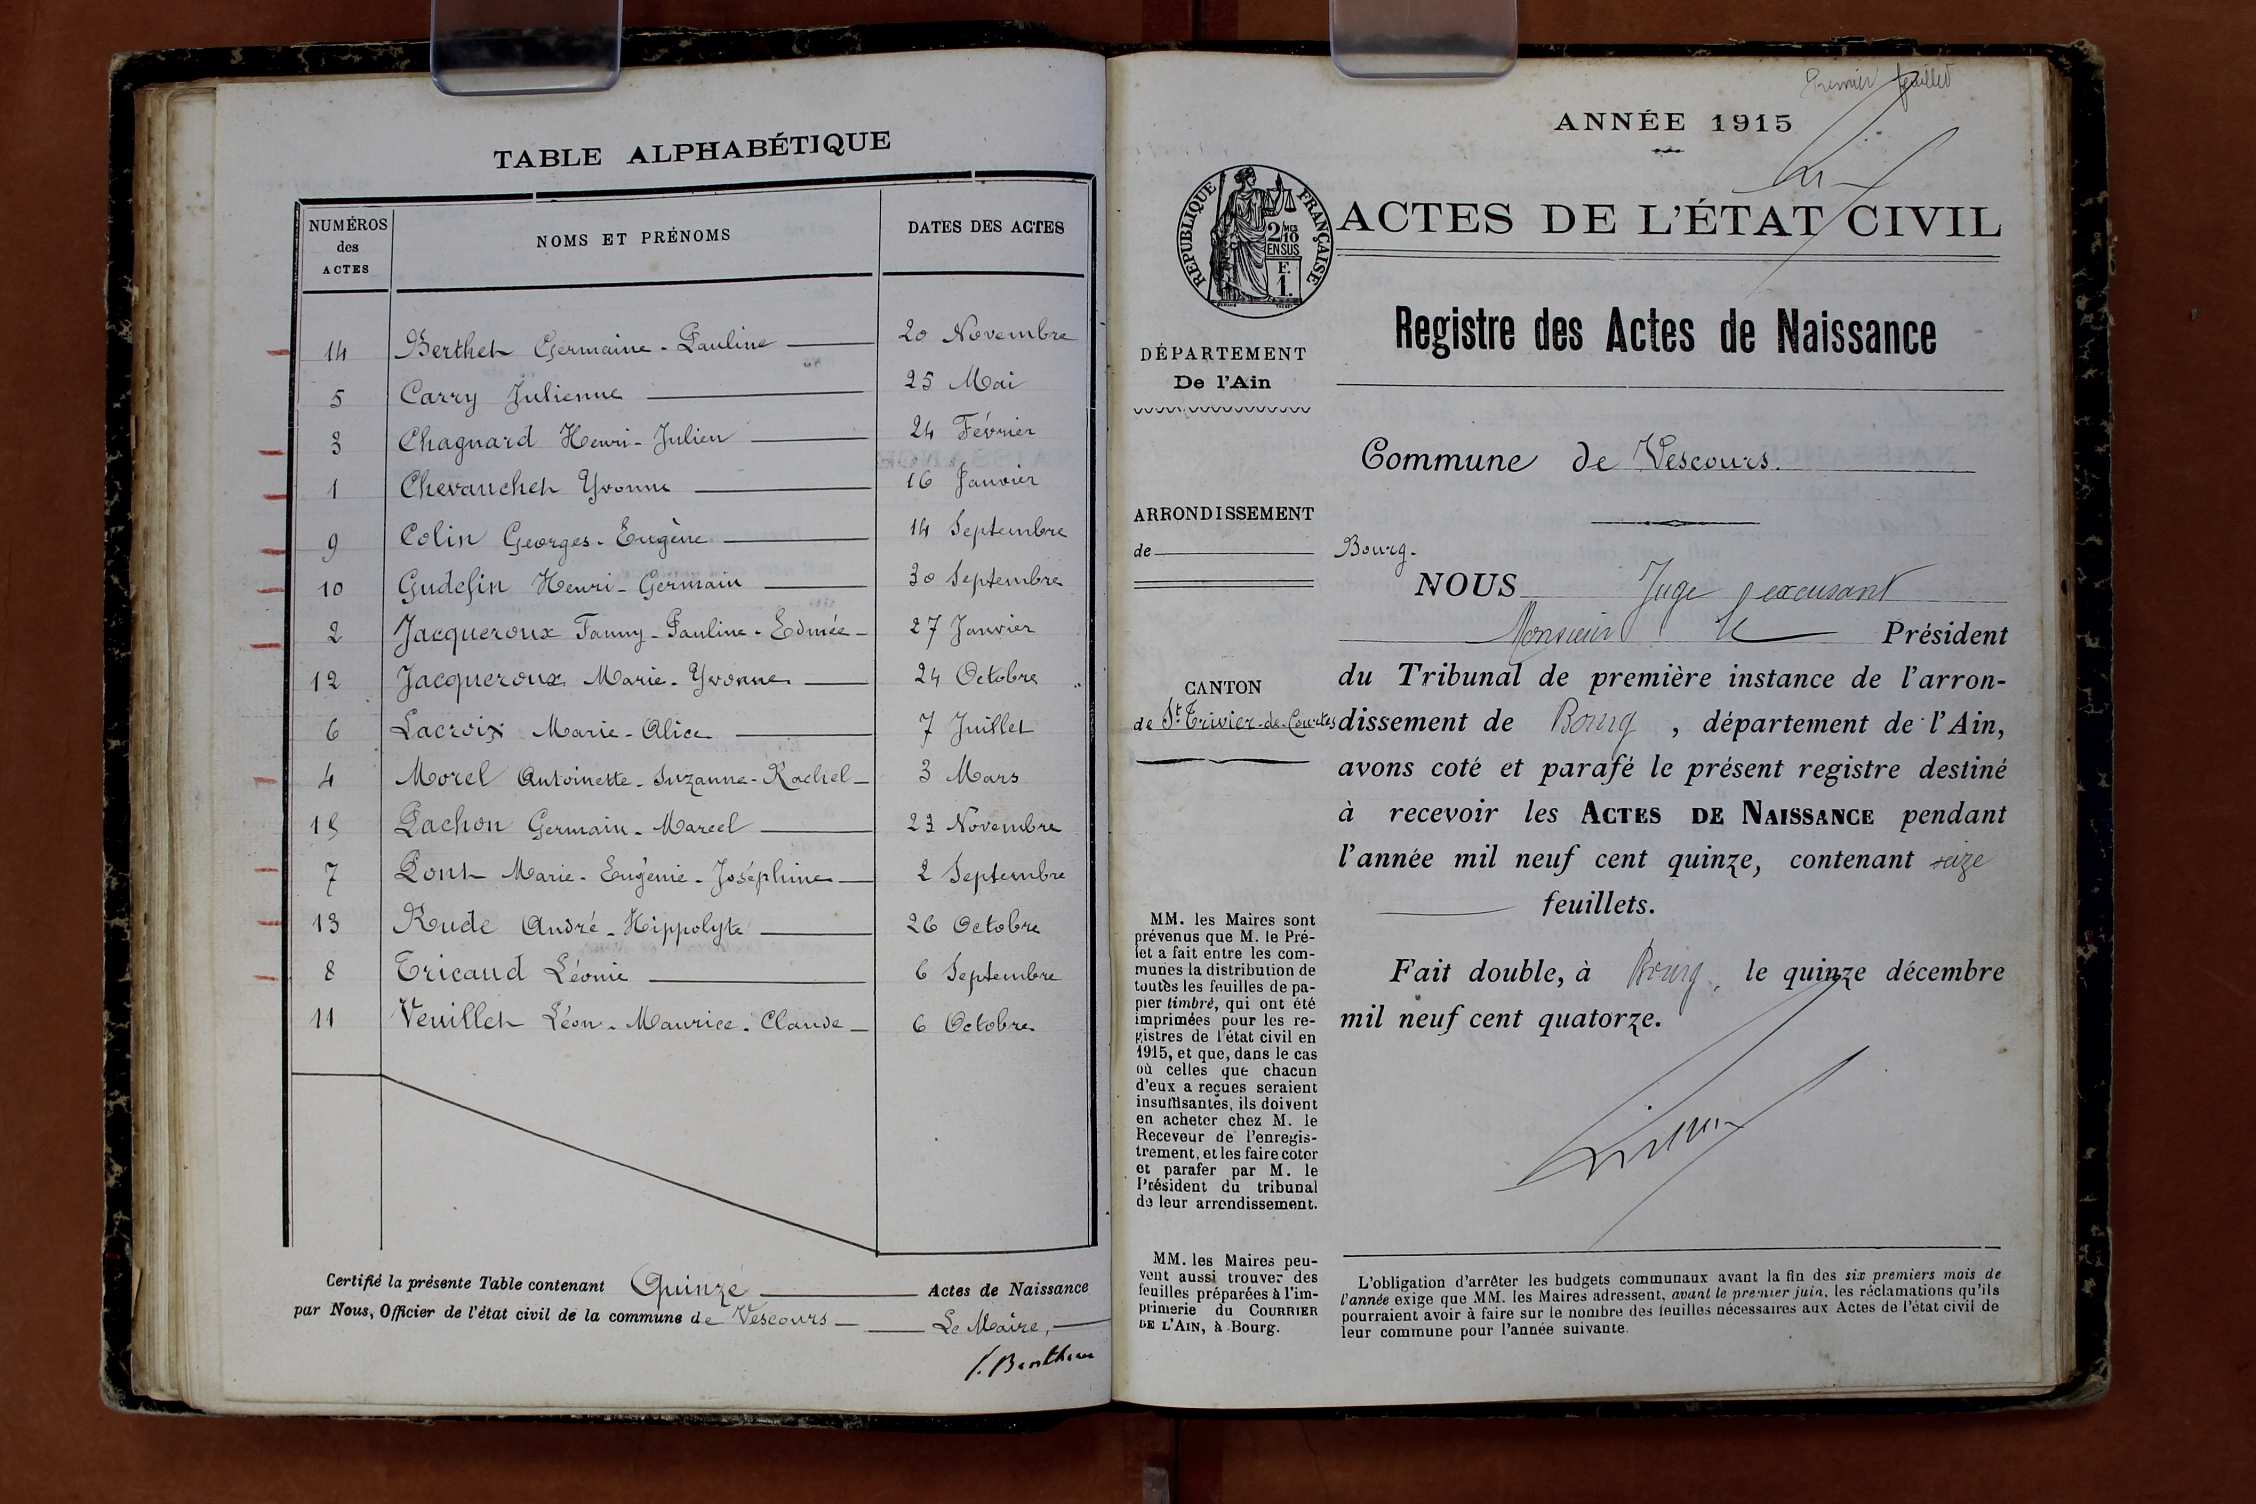 TABLE ALPHABÉTIQUE
NUMÉROS
des
ACTES
NOMS ET PRÉNOMS
DATES DES ACTES
14 Berthet Germaine - Pauline 20 Novembre
5 Carry Julienne 25 Mai
3 Chagnard Henri - Julien 24 Février
1 Chevauchet Yvonne 16 Janvier
9 Colin Georges - Eugène 14 Septembre
10 Gudefin Henri - Germain 30 Septembre
2 Jacqueroux Fanny - Pauline - Edmée 27 Janvier
12 Jacqueroux Marie - Yvonne 24 Octobre
6 Lacroix Marie - Alice 7 Juillet
4 Morel Antoinette - Suzanne - Rachel 3 Mars
15 Pachon Germain - Marcel 23 Novembre
7 Pont Marie - Eugénie - Joséphine 2 Septembre
13 Rude André - Hippolyte 26 Octobre
8 Tricaud Léonie 6 Septembre
11 Veuillet Léon - Maurice - Claude 6 Octobre
Certifié la présente Table contenant Quinze Actes de Naissance
par Nous, Officier de l'état civil de la commune de Vescours
Le Maire,
Premier feuillet
ANNÉE 1915
RÉPUBLIQUE FRANÇAISE
2/10 MES
EN SUS
F.
1.
ACTES DE L'ÉTAT CIVIL
Registre des Actes de Naissance
DÉPARTEMENT
De l'Ain
Commune de Vescours.
ARRONDISSEMENT
de Bourg.
CANTON
de St. Trivier-de-Courtes
NOUS Juge excusant
Monsieur le Président
du Tribunal de première instance de l'arron-
dissement de Bourg, département de l'Ain,
avons coté et parafé le présent registre destiné
à recevoir les ACTES DE NAISSANCE pendant
l'année mil neuf cent quinze, contenant seize
feuillets.
Fait double, à Bourg, le quinze décembre
mil neuf cent quatorze.
MM. les Maires sont
prévenus que M. le Pré-
fet a fait entre les com-
munes la distribution de
toutes les feuilles de pa-
pier timbré, qui ont été
imprimées pour les re-
gistres de l'état civil en
1915, et que, dans le cas
où celles que chacun
d'eux a reçues seraient
insuffisantes, ils doivent
en acheter chez M. le
Receveur de l'enregis-
trement, et les faire coter
et parafer par M. le
Président du tribunal
de leur arrondissement.
MM. les Maires peu-
vent aussi trouver des
feuilles préparées à l'im-
primerie du COURRIER
DE L'AIN, à Bourg.
L'obligation d'arrêter les budgets communaux avant la fin des six premiers mois de
l'année exige que MM. les Maires adressent, avant le premier juin, les réclamations qu'ils
pourraient avoir à faire sur le nombre des feuilles nécessaires aux Actes de l'état civil de
leur commune pour l'année suivante.